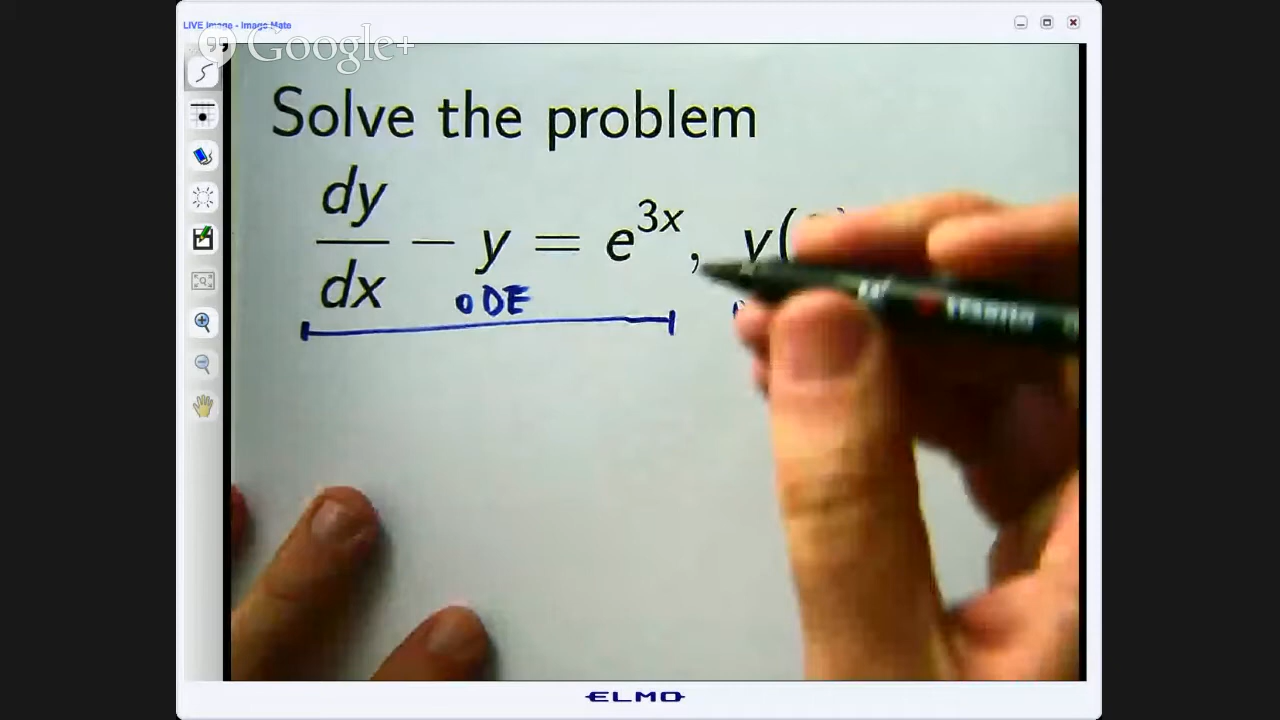 LIVE Image - Image Mate
Google+
Solve the problem
dy/dx − y = e^{3x}, y(
ODE
ELMO